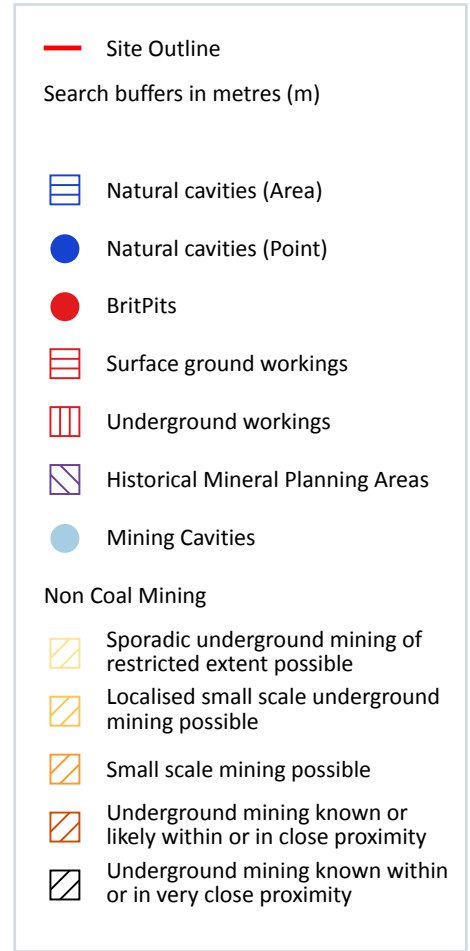 Site Outline
Search buffers in metres (m)
Natural cavities (Area)
Natural cavities (Point)
BritPits
Surface ground workings
Underground workings
Historical Mineral Planning Areas
Mining Cavities
Non Coal Mining
Sporadic underground mining of
restricted extent possible
Localised small scale underground
mining possible
Small scale mining possible
Underground mining known or
likely within or in close proximity
Underground mining known within
or in very close proximity